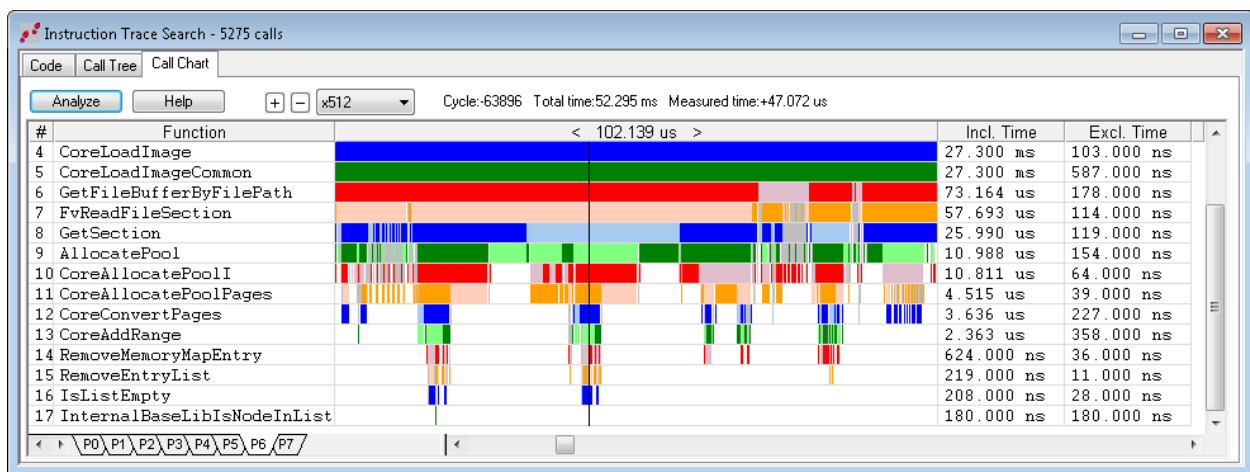 Instruction Trace Search - 5275 calls
Code Call Tree Call Chart
Analyze Help + − x512 Cycle:-63896 Total time:52.295 ms Measured time:+47.072 us
# Function < 102.139 us > Incl. Time Excl. Time
4 CoreLoadImage 27.300 ms 103.000 ns
5 CoreLoadImageCommon 27.300 ms 587.000 ns
6 GetFileBufferByFilePath 73.164 us 178.000 ns
7 FvReadFileSection 57.693 us 114.000 ns
8 GetSection 25.990 us 119.000 ns
9 AllocatePool 10.988 us 154.000 ns
10 CoreAllocatePoolI 10.811 us 64.000 ns
11 CoreAllocatePoolPages 4.515 us 39.000 ns
12 CoreConvertPages 3.636 us 227.000 ns
13 CoreAddRange 2.363 us 358.000 ns
14 RemoveMemoryMapEntry 624.000 ns 36.000 ns
15 RemoveEntryList 219.000 ns 11.000 ns
16 IsListEmpty 208.000 ns 28.000 ns
17 InternalBaseLibIsNodeInList 180.000 ns 180.000 ns
P0 P1 P2 P3 P4 P5 P6 P7